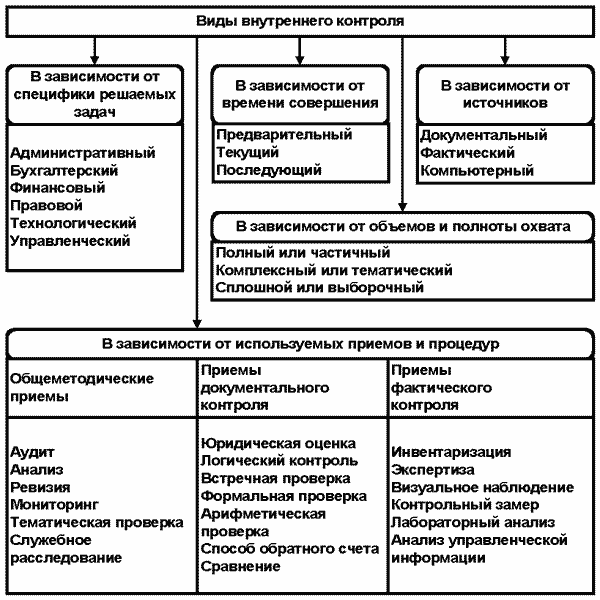 Виды внутреннего контроля
В зависимости от
специфики решаемых
задач
Административный
Бухгалтерский
Финансовый
Правовой
Технологический
Управленческий
В зависимости от
времени совершения
Предварительный
Текущий
Последующий
В зависимости от
источников
Документальный
Фактический
Компьютерный
В зависимости от объемов и полноты охвата
Полный или частичный
Комплексный или тематический
Сплошной или выборочный
В зависимости от используемых приемов и процедур
Общеметодические
приемы
Аудит
Анализ
Ревизия
Мониторинг
Тематическая проверка
Служебное
расследование
Приемы
документального
контроля
Юридическая оценка
Логический контроль
Встречная проверка
Формальная проверка
Арифметическая
проверка
Способ обратного счета
Сравнение
Приемы
фактического
контроля
Инвентаризация
Экспертиза
Визуальное наблюдение
Контрольный замер
Лабораторный анализ
Анализ управленческой
информации